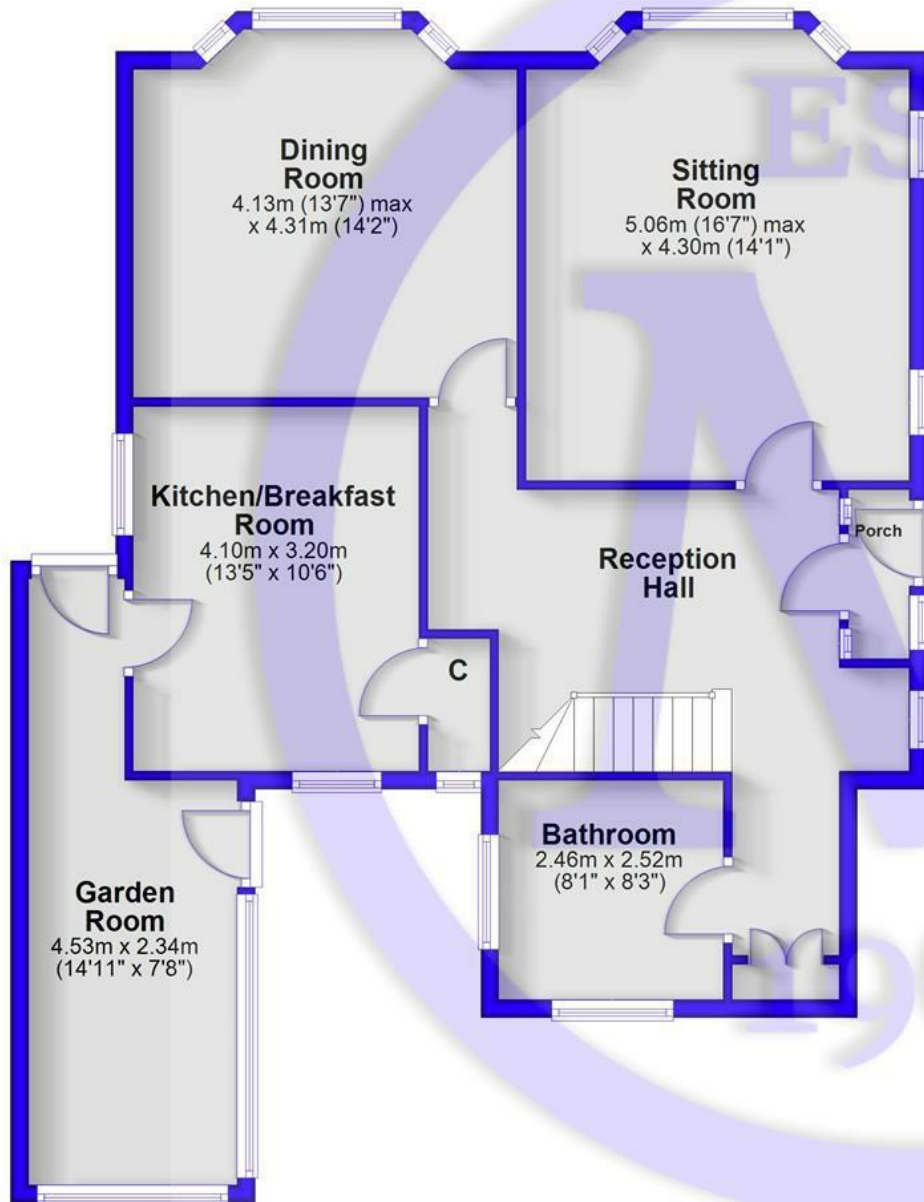 Dining
Room
4.13m (13'7") max
x 4.31m (14'2")
Sitting
Room
5.06m (16'7") max
x 4.30m (14'1")
Kitchen/Breakfast
Room
4.10m x 3.20m
(13'5" x 10'6")
Reception
Hall
Porch
C
Bathroom
2.46m x 2.52m
(8'1" x 8'3")
Garden
Room
4.53m x 2.34m
(14'11" x 7'8")
ES
M
19